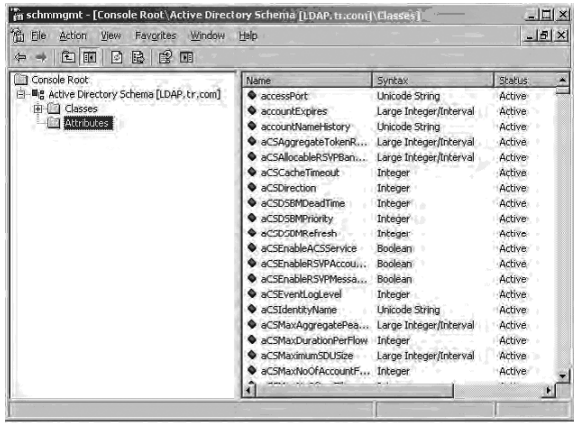 schmmgmt - [Console Root\Active Directory Schema [LDAP.tr.com]\Classes]
File Action View Favorites Window Help
Console Root
Active Directory Schema [LDAP.tr.com]
Classes
Attributes
Name Syntax Status
accessPort Unicode String Active
accountExpires Large Integer/Interval Active
accountNameHistory Unicode String Active
aCSAggregateTokenR... Large Integer/Interval Active
aCSAllocableRSVPBan... Large Integer/Interval Active
aCSCacheTimeout Integer Active
aCSDirection Integer Active
aCSDSBMDeadTime Integer Active
aCSDSBMPriority Integer Active
aCSDSBMRefresh Integer Active
aCSEnableACSService Boolean Active
aCSEnableRSVPAccou... Boolean Active
aCSEnableRSVPMessa... Boolean Active
aCSEventLogLevel Integer Active
aCSIdentityName Unicode String Active
aCSMaxAggregatePea... Large Integer/Interval Active
aCSMaxDurationPerFlow Integer Active
aCSMaximumSDUSize Large Integer/Interval Active
aCSMaxNoOfAccountF... Integer Active